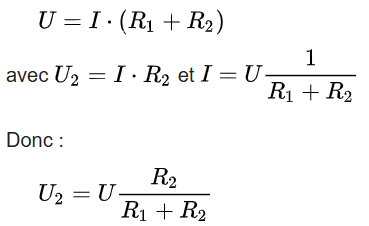 U = I · (R₁ + R₂)
avec U₂ = I · R₂ et I = U 1/(R₁ + R₂)
Donc :
U₂ = U R₂/(R₁ + R₂)